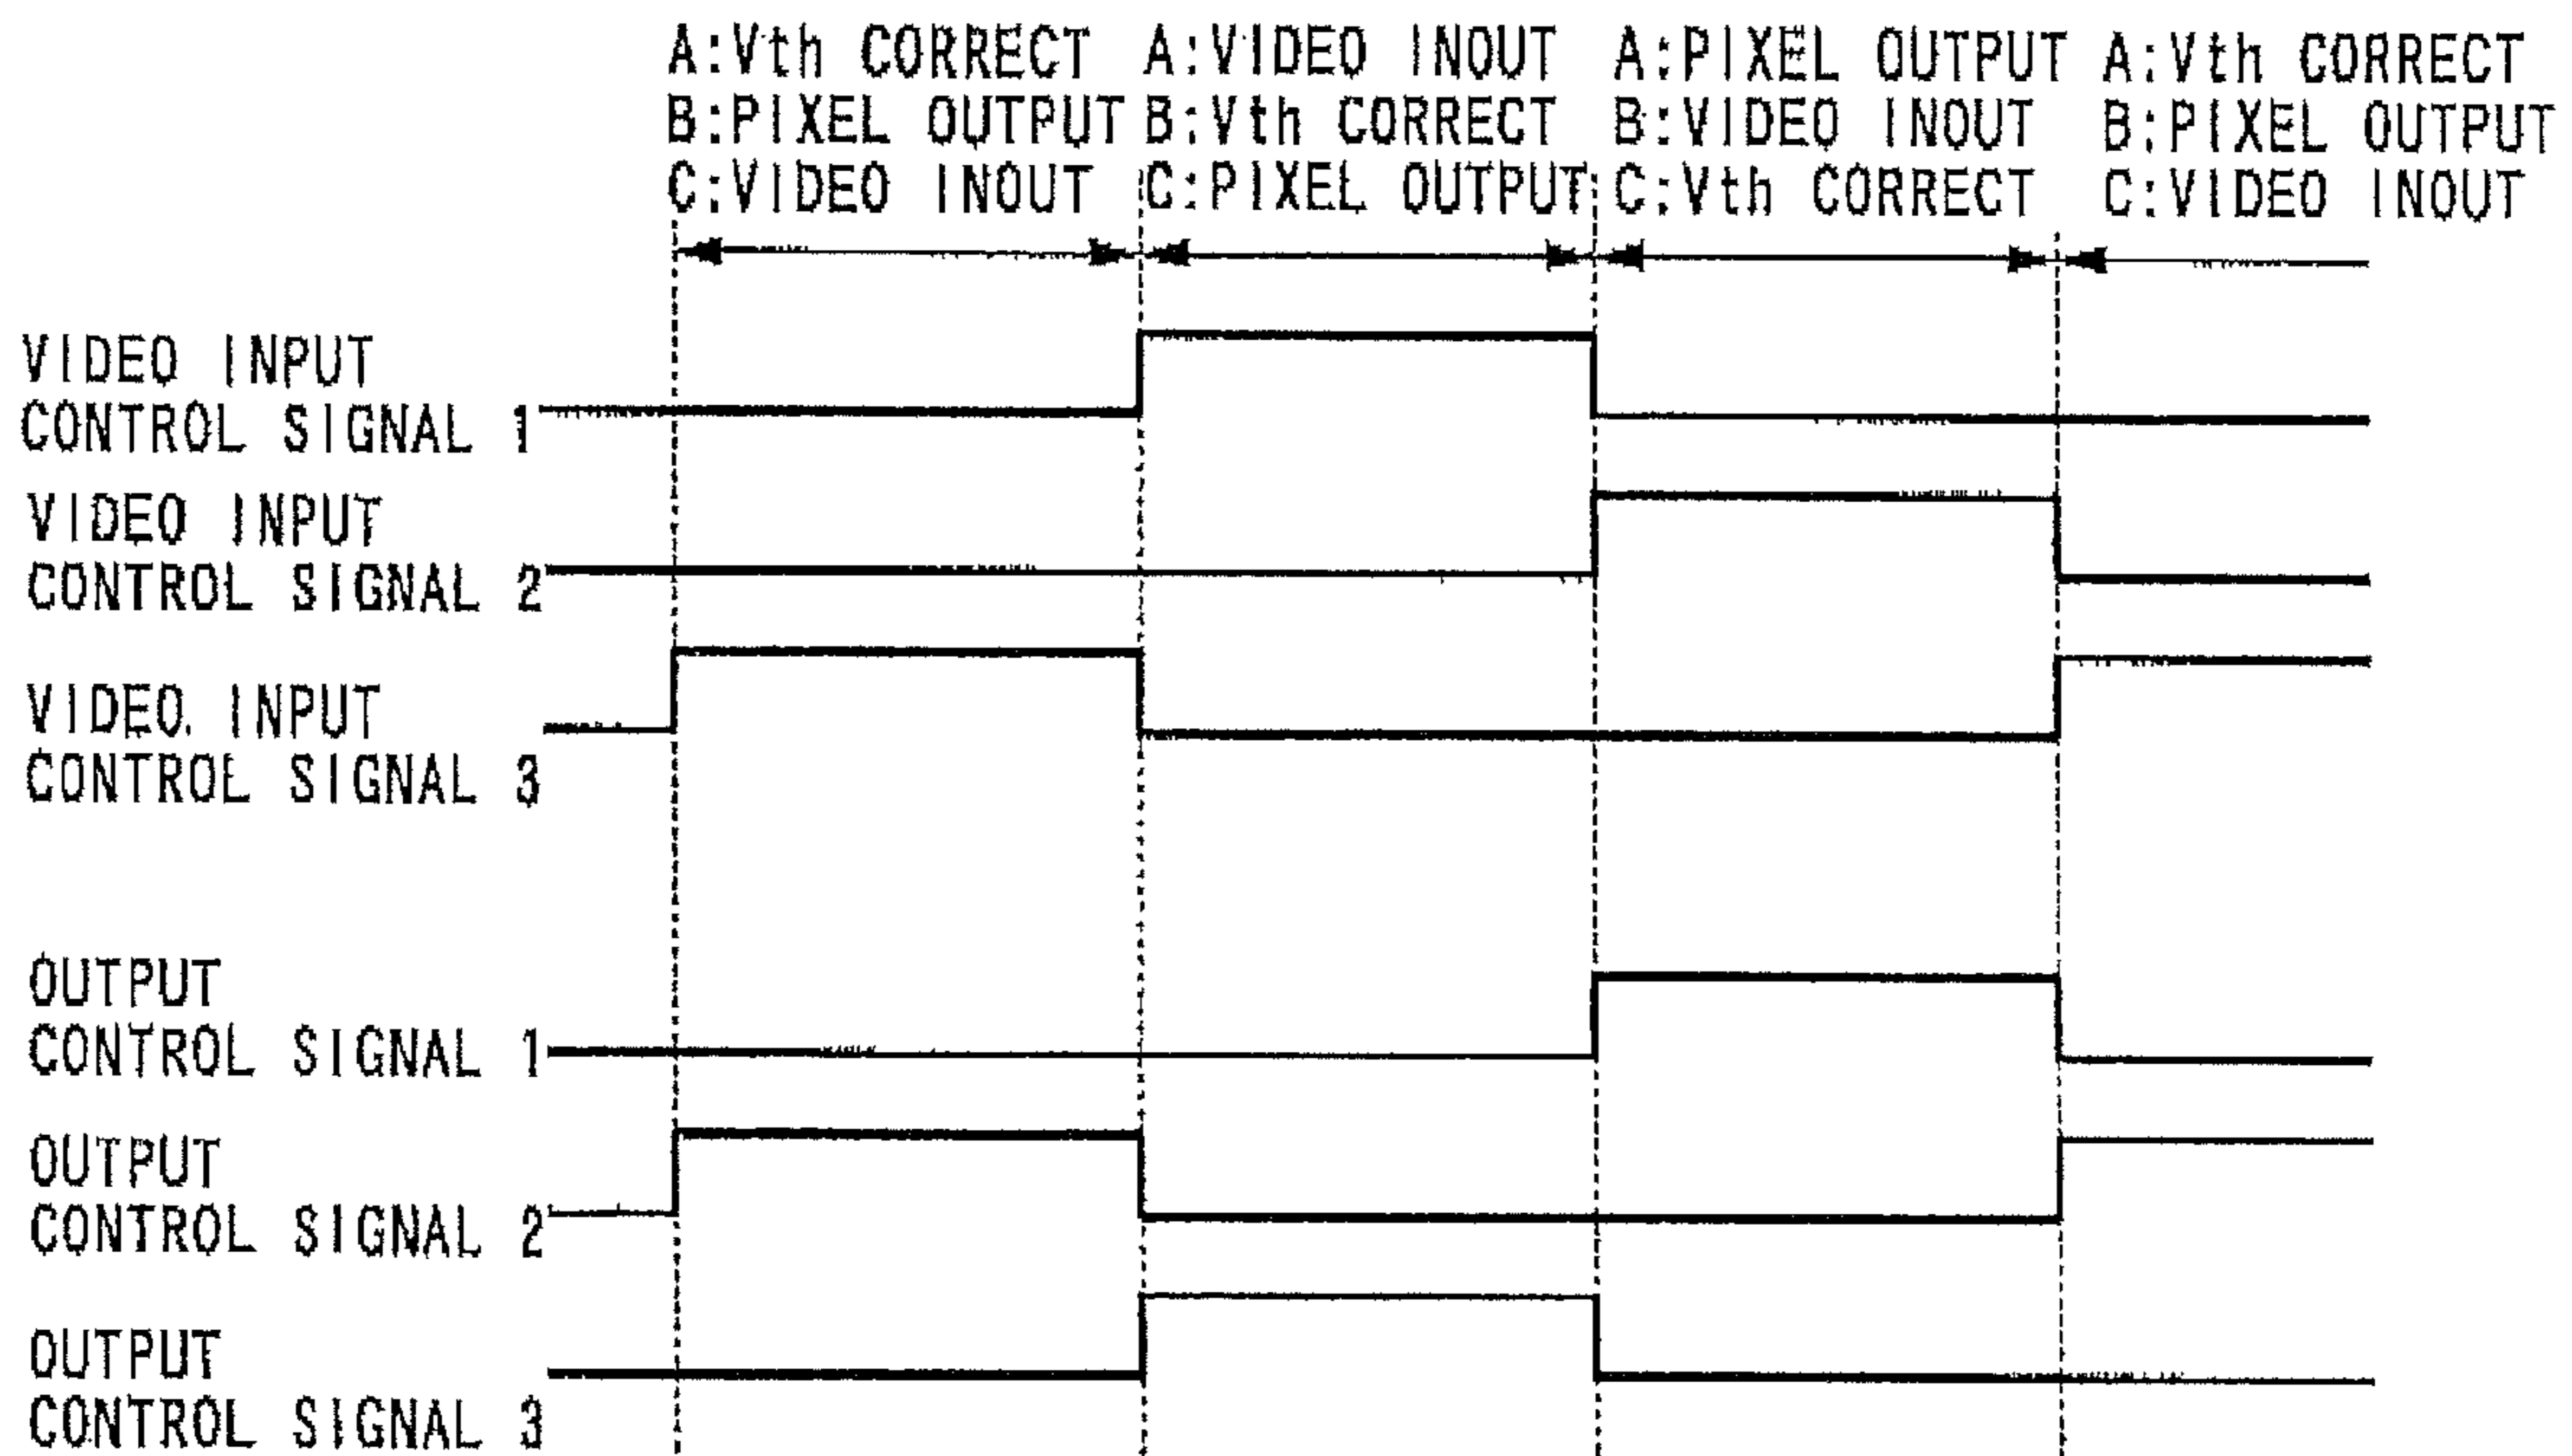 A:Vth CORRECT
B:PIXEL OUTPUT
C:VIDEO INOUT
A:VIDEO INOUT
B:Vth CORRECT
C:PIXEL OUTPUT
A:PIXEL OUTPUT
B:VIDEO INOUT
C:Vth CORRECT
A:Vth CORRECT
B:PIXEL OUTPUT
C:VIDEO INOUT
VIDEO INPUT
CONTROL SIGNAL 1
VIDEO INPUT
CONTROL SIGNAL 2
VIDEO INPUT
CONTROL SIGNAL 3
OUTPUT
CONTROL SIGNAL 1
OUTPUT
CONTROL SIGNAL 2
OUTPUT
CONTROL SIGNAL 3